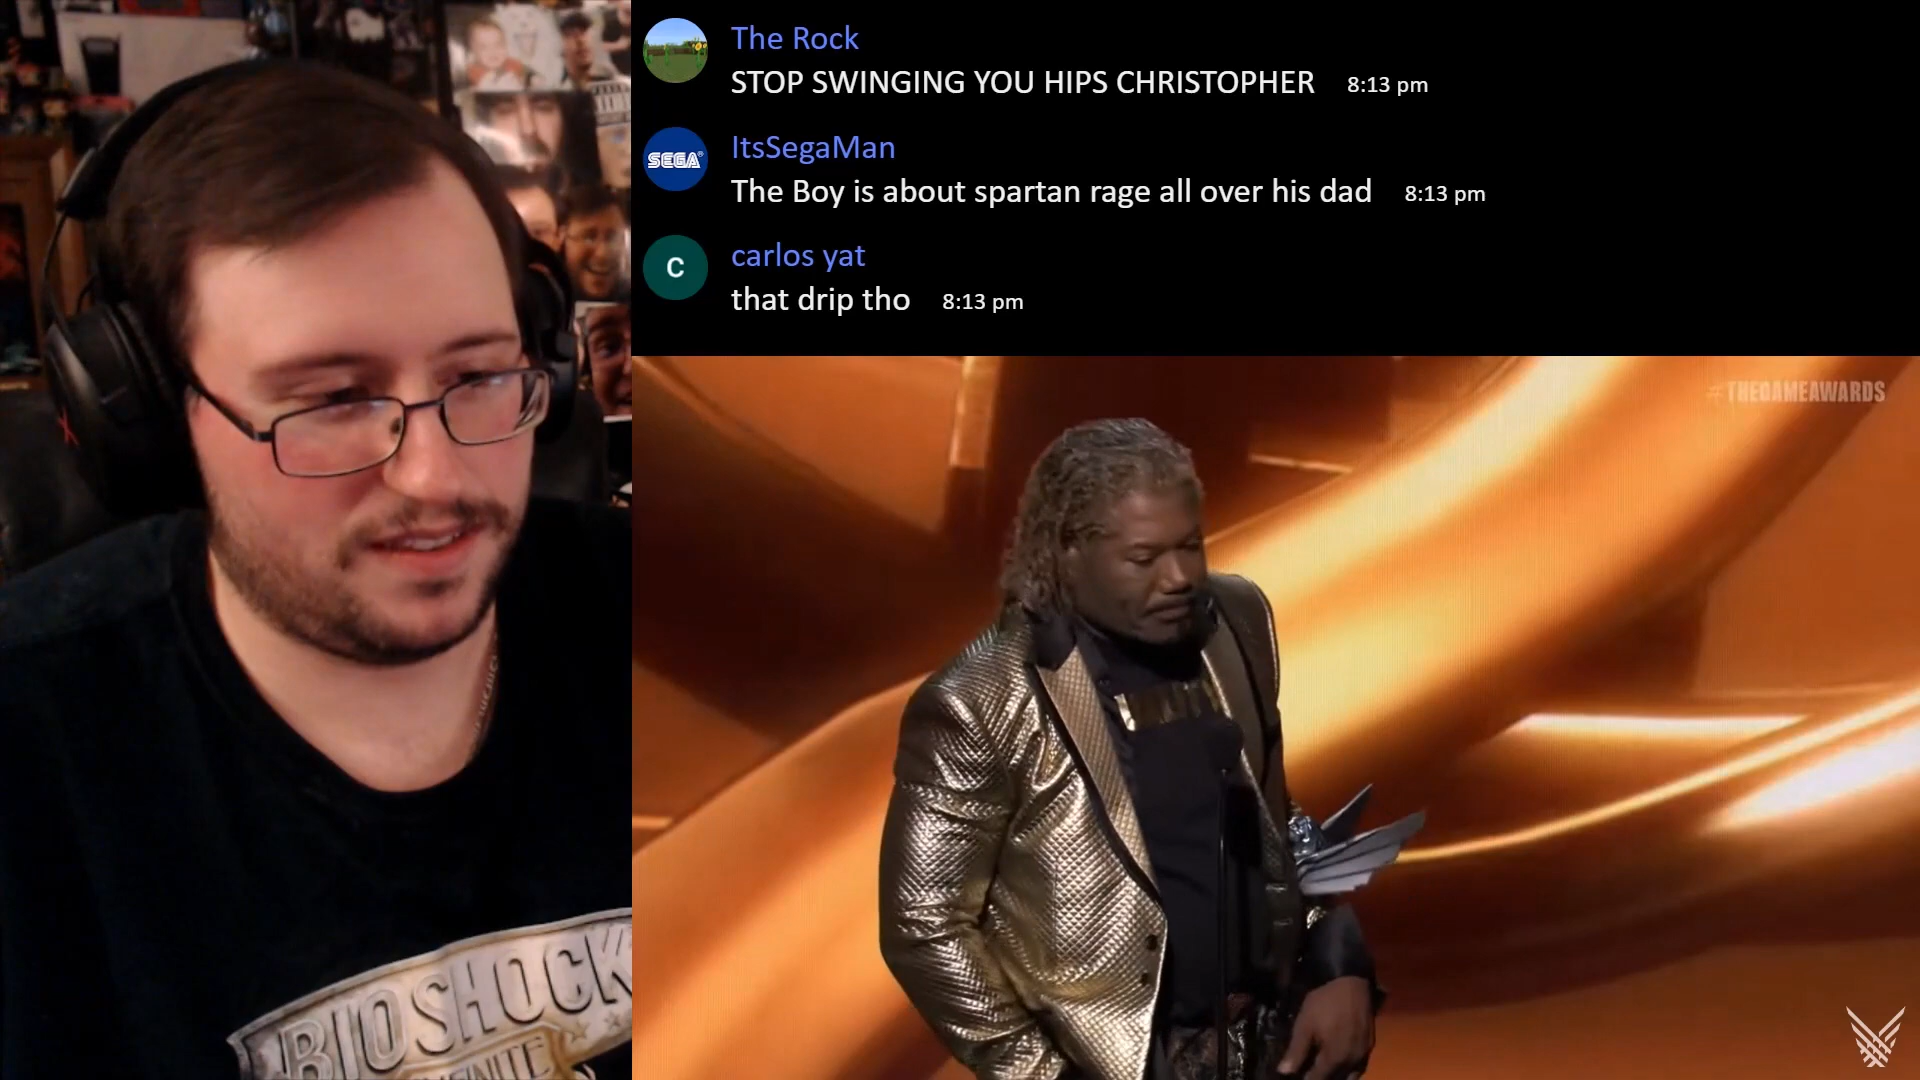 The Rock
STOP SWINGING YOU HIPS CHRISTOPHER 8:13 pm
SEGA
ItsSegaMan
The Boy is about spartan rage all over his dad 8:13 pm
C
carlos yat
that drip tho 8:13 pm
#THEGAMEAWARDS
BIOSHOCK